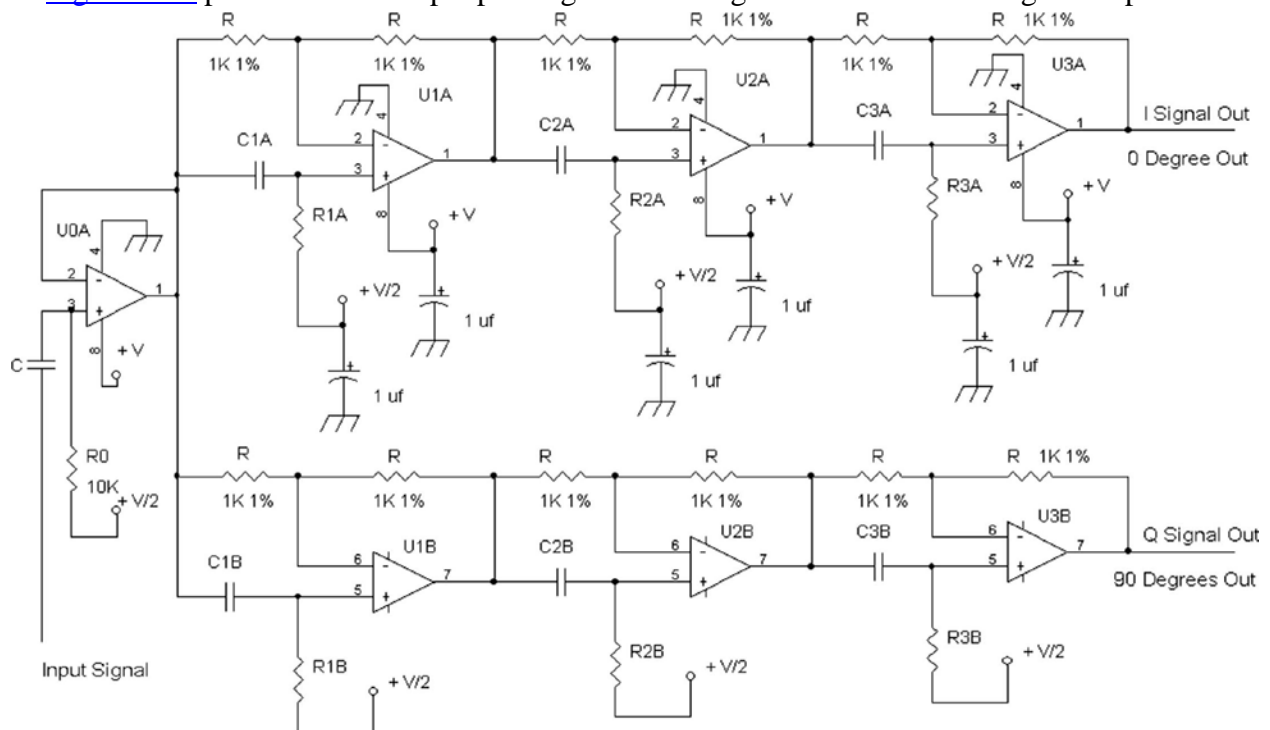 R R R R 1K 1% R R 1K 1%
1K 1% 1K 1% 1K 1% 1K 1%
U1A U2A U3A
4 4 4
C1A C2A C3A
2 - 2 - 2 -
1 1 1
3 + 3 + 3 +
8 8 8
I Signal Out
0 Degree Out
R1A R2A R3A
+ V + V + V
U0A
4
2 -
1
3 +
8
+ V
+ V/2 + V/2 + V/2
1 uf 1 uf 1 uf
1 uf 1 uf 1 uf
C
R0
10K
+ V/2
R R R R R R 1K 1%
1K 1% 1K 1% 1K 1% 1K 1% 1K 1%
U1B U2B U3B
C1B C2B C3B
6 - 6 - 6 -
7 7 7
5 + 5 + 5 +
Q Signal Out
90 Degrees Out
Input Signal
R1B R2B R3B
+ V/2 + V/2 + V/2